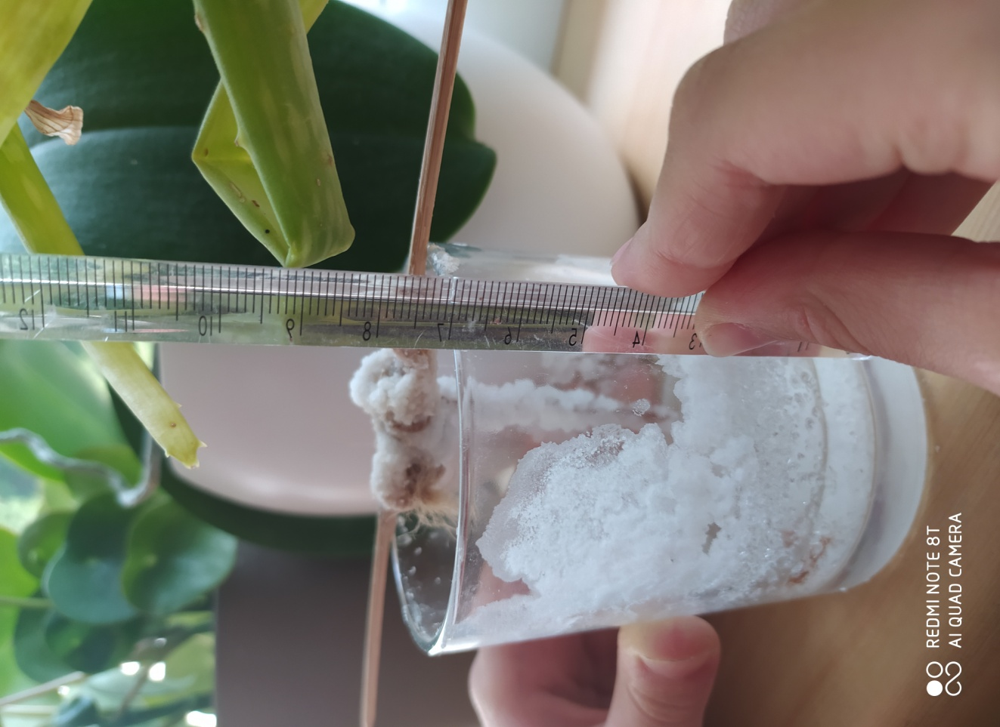 12 11 10 9 8 7 6 5 4 3
REDMI NOTE 8T
AI QUAD CAMERA